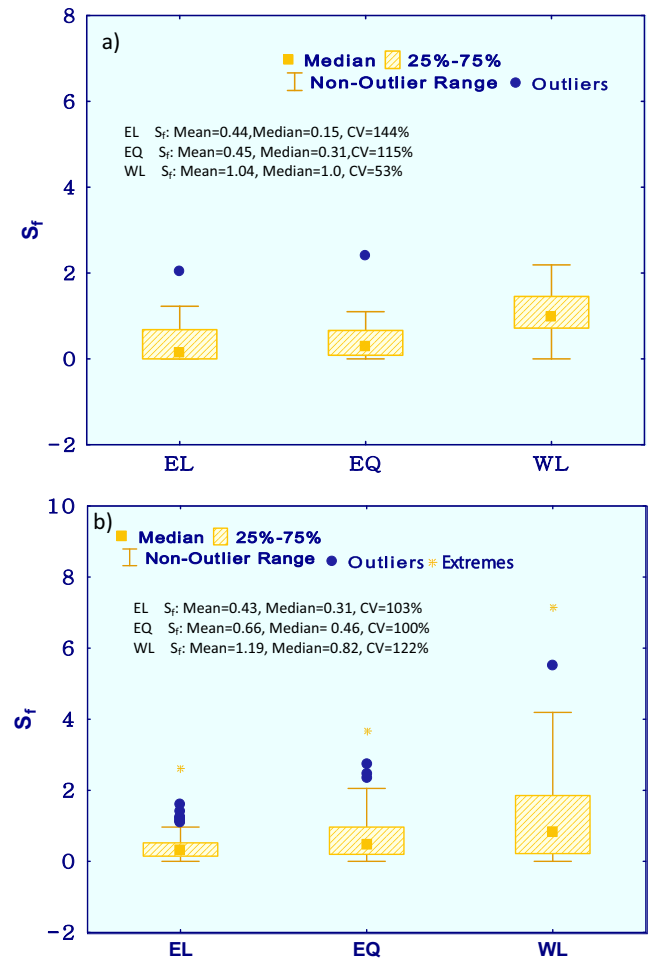 8
a)
Median 25%-75%
Non-Outlier Range Outliers
6
EL Sf: Mean=0.44,Median=0.15, CV=144%
EQ Sf: Mean=0.45, Median=0.31,CV=115%
WL Sf: Mean=1.04, Median=1.0, CV=53%
4
Sf
2
0
−2
EL EQ WL
10
b)
Median 25%-75%
Non-Outlier Range Outliers Extremes
8
EL Sf: Mean=0.43, Median=0.31, CV=103%
EQ Sf: Mean=0.66, Median= 0.46, CV=100%
WL Sf: Mean=1.19, Median=0.82, CV=122%
6
4
Sf
2
0
−2
EL EQ WL